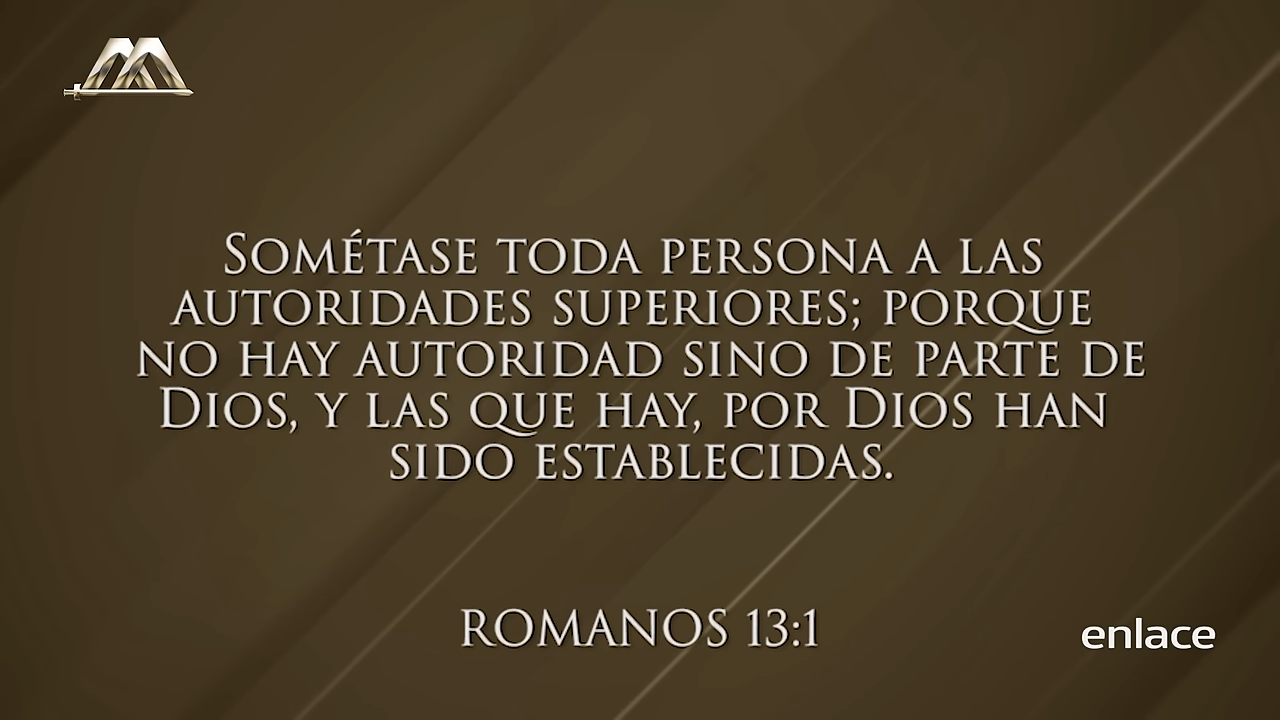 Sométase toda persona a las
autoridades superiores; porque
no hay autoridad sino de parte de
Dios, y las que hay, por Dios han
sido establecidas.
ROMANOS 13:1
enlace